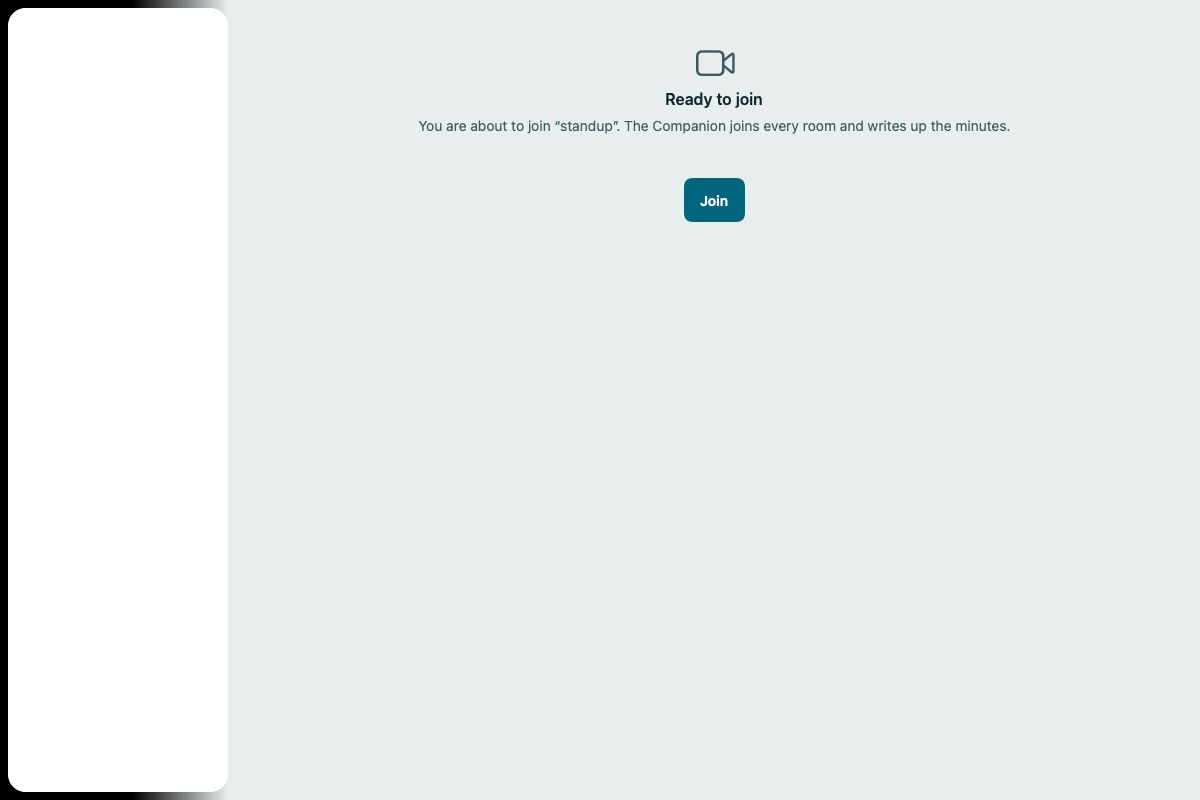 Ready to join
You are about to join “standup”. The Companion joins every room and writes up the minutes.
Join